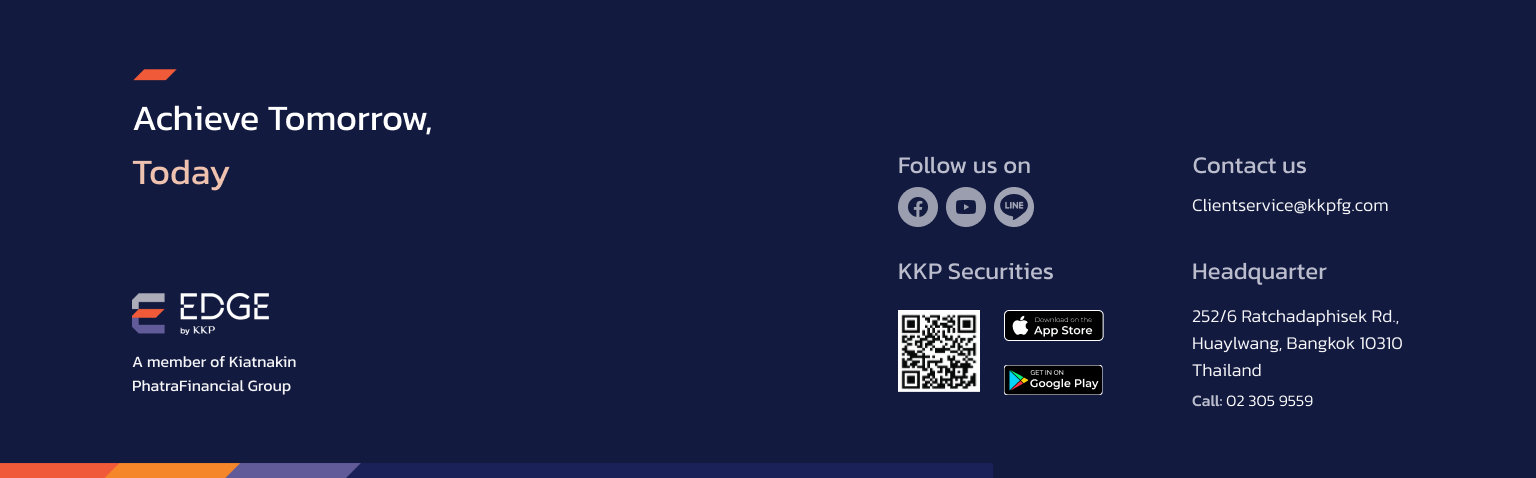 Achieve Tomorrow,
Today
EDGE
by KKP
A member of Kiatnakin
PhatraFinancial Group
Follow us on
LINE
KKP Securities
Download on the
App Store
GET IN ON
Google Play
Contact us
Clientservice@kkpfg.com
Headquarter
252/6 Ratchadaphisek Rd.,
Huaylwang, Bangkok 10310
Thailand
Call: 02 305 9559